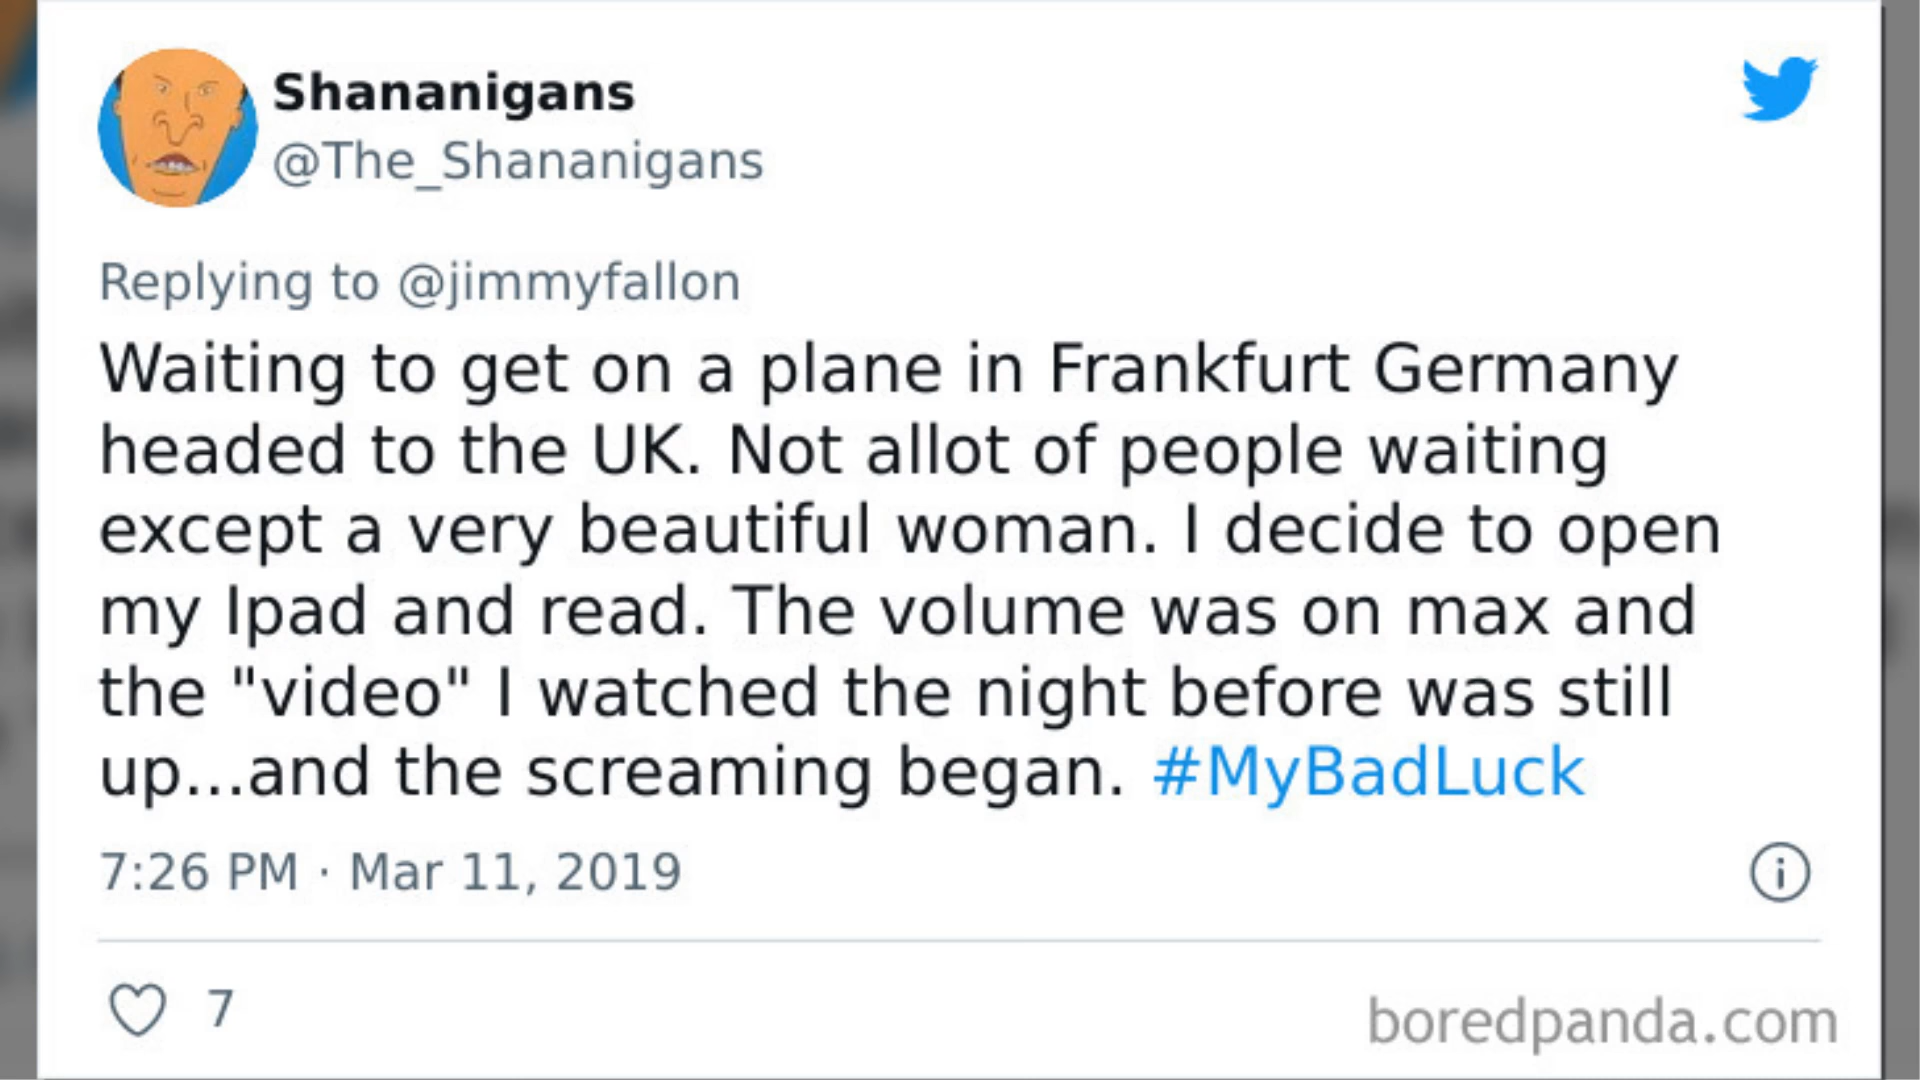 Shananigans
@The_Shananigans
Replying to @jimmyfallon
Waiting to get on a plane in Frankfurt Germany
headed to the UK. Not allot of people waiting
except a very beautiful woman. I decide to open
my Ipad and read. The volume was on max and
the "video" I watched the night before was still
up...and the screaming began. #MyBadLuck
7:26 PM · Mar 11, 2019
7
boredpanda.com